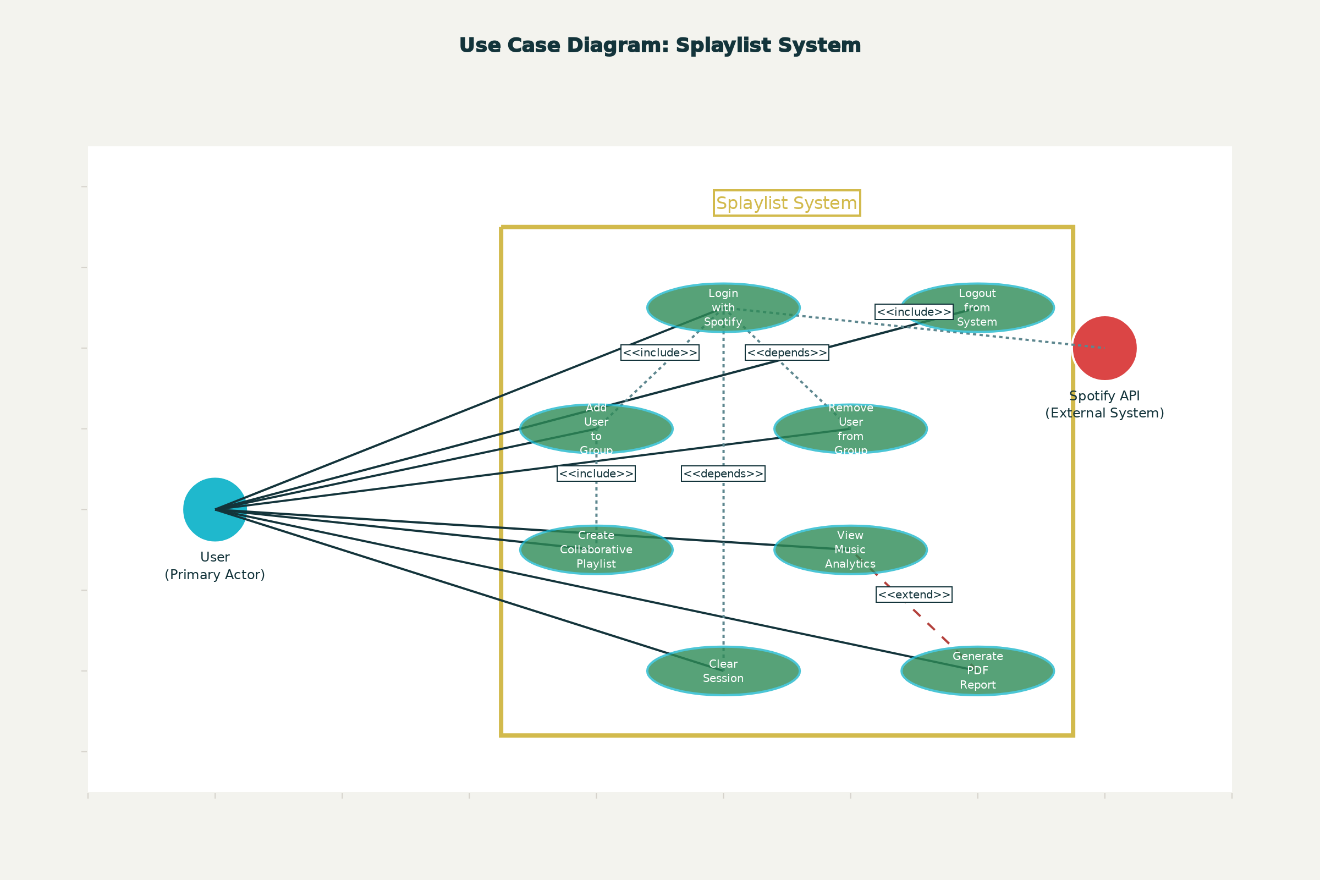 Use Case Diagram: Splaylist System
Splaylist System
Login
with
Spotify
Logout
from
System
<<include>>
<<include>>
<<depends>>
Spotify API
(External System)
Add
User
to
Group
Remove
User
from
Group
<<include>>
<<depends>>
User
(Primary Actor)
Create
Collaborative
Playlist
View
Music
Analytics
<<extend>>
Clear
Session
Generate
PDF
Report